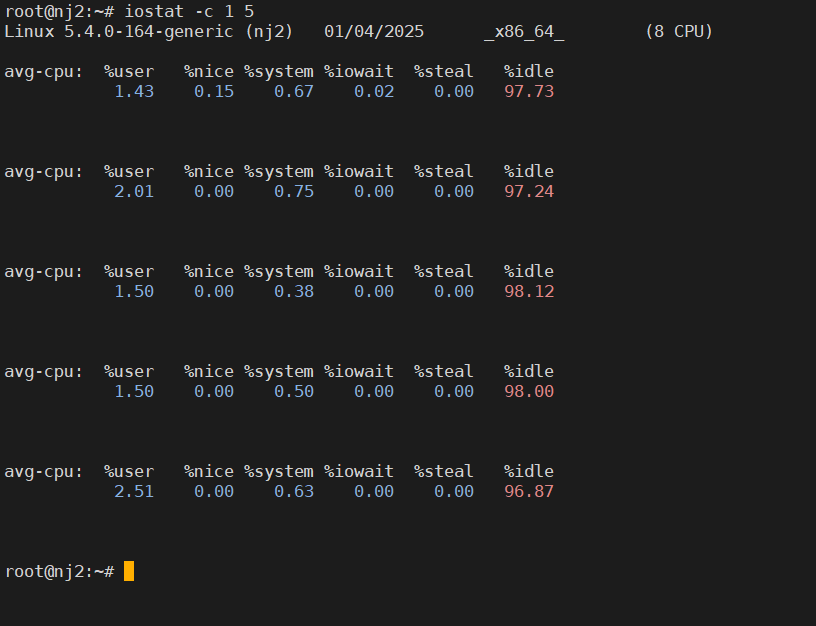 root@nj2:~# iostat -c 1 5
Linux 5.4.0-164-generic (nj2)   01/04/2025      _x86_64_        (8 CPU)
avg-cpu:  %user   %nice %system %iowait  %steal   %idle
           1.43    0.15    0.67    0.02    0.00   97.73
avg-cpu:  %user   %nice %system %iowait  %steal   %idle
           2.01    0.00    0.75    0.00    0.00   97.24
avg-cpu:  %user   %nice %system %iowait  %steal   %idle
           1.50    0.00    0.38    0.00    0.00   98.12
avg-cpu:  %user   %nice %system %iowait  %steal   %idle
           1.50    0.00    0.50    0.00    0.00   98.00
avg-cpu:  %user   %nice %system %iowait  %steal   %idle
           2.51    0.00    0.63    0.00    0.00   96.87
root@nj2:~#